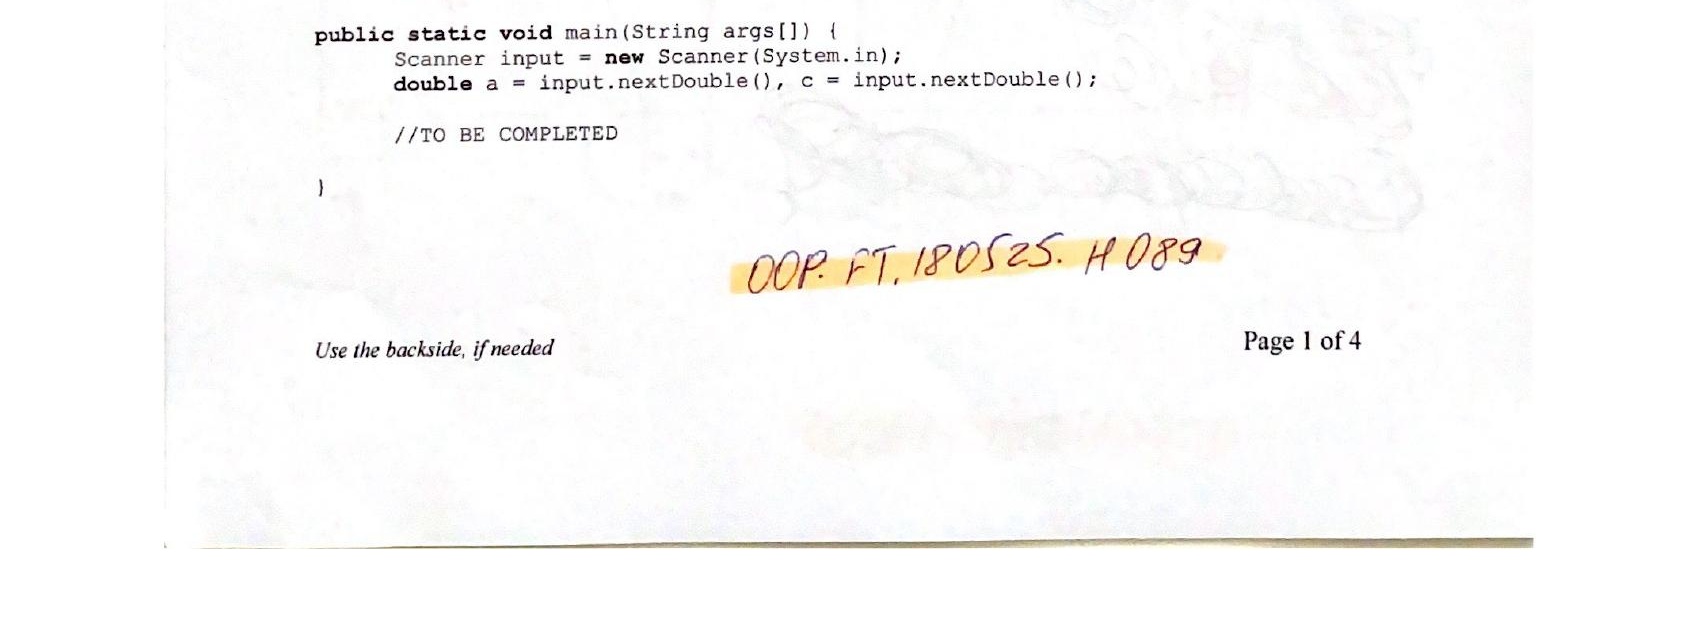 public static void main(String args[]) {
Scanner input = new Scanner(System.in);
double a = input.nextDouble(), c = input.nextDouble();
//TO BE COMPLETED
}
OOP. FT. 180525. H 089
Use the backside, if needed
Page 1 of 4